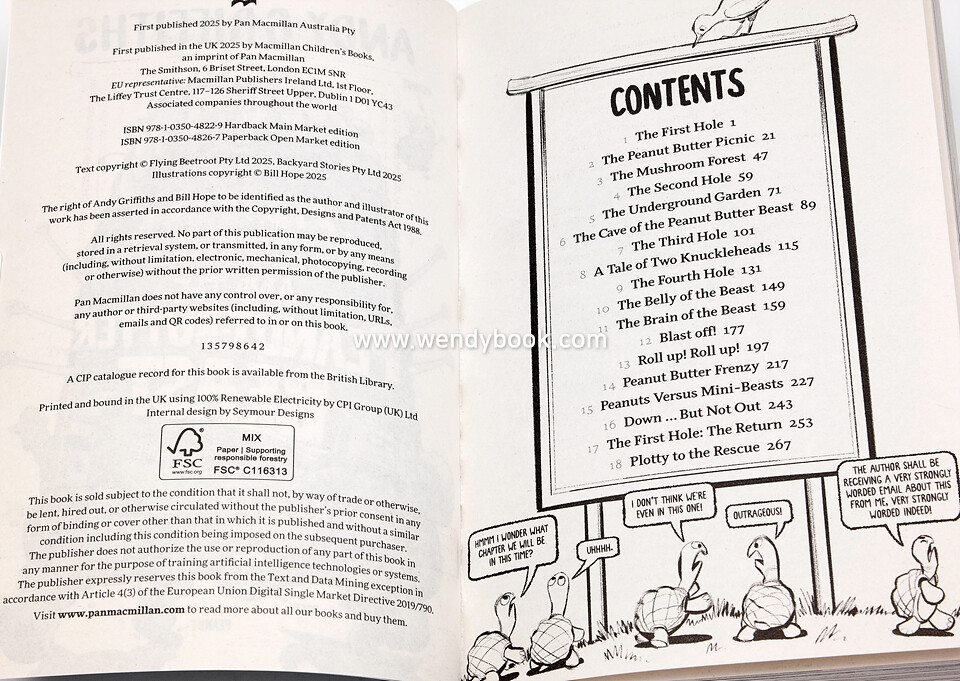 First published 2025 by Pan Macmillan Australia Pty
First published in the UK 2025 by Macmillan Children's Books,
an imprint of Pan Macmillan
The Smithson, 6 Briset Street, London EC1M 5NR
EU representative: Macmillan Publishers Ireland Ltd, 1st Floor,
The Liffey Trust Centre, 117–126 Sheriff Street Upper, Dublin 1 D01 YC43
Associated companies throughout the world
ISBN 978-1-0350-4822-9 Hardback Main Market edition
ISBN 978-1-0350-4826-7 Paperback Open Market edition
Text copyright © Flying Beetroot Pty Ltd 2025, Backyard Stories Pty Ltd 2025
Illustrations copyright © Bill Hope 2025
The right of Andy Griffiths and Bill Hope to be identified as the author and illustrator of this
work has been asserted in accordance with the Copyright, Designs and Patents Act 1988.
All rights reserved. No part of this publication may be reproduced,
stored in a retrieval system, or transmitted, in any form, or by any means
(including, without limitation, electronic, mechanical, photocopying, recording
or otherwise) without the prior written permission of the publisher.
Pan Macmillan does not have any control over, or any responsibility for,
any author or third-party websites (including, without limitation, URLs,
emails and QR codes) referred to in or on this book.
1 3 5 7 9 8 6 4 2
A CIP catalogue record for this book is available from the British Library.
Printed and bound in the UK using 100% Renewable Electricity by CPI Group (UK) Ltd
Internal design by Seymour Designs
FSC
www.fsc.org
MIX
Paper | Supporting
responsible forestry
FSC® C116313
This book is sold subject to the condition that it shall not, by way of trade or otherwise,
be lent, hired out, or otherwise circulated without the publisher's prior consent in any
form of binding or cover other than that in which it is published and without a similar
condition including this condition being imposed on the subsequent purchaser.
The publisher does not authorize the use or reproduction of any part of this book in
any manner for the purpose of training artificial intelligence technologies or systems.
The publisher expressly reserves this book from the Text and Data Mining exception in
accordance with Article 4(3) of the European Union Digital Single Market Directive 2019/790.
Visit www.panmacmillan.com to read more about all our books and buy them.
CONTENTS
1 The First Hole 1
2 The Peanut Butter Picnic 21
3 The Mushroom Forest 47
4 The Second Hole 59
5 The Underground Garden 71
6 The Cave of the Peanut Butter Beast 89
7 The Third Hole 101
8 A Tale of Two Knuckleheads 115
9 The Fourth Hole 131
10 The Belly of the Beast 149
11 The Brain of the Beast 159
12 Blast off! 177
13 Roll up! Roll up! 197
14 Peanut Butter Frenzy 217
15 Peanuts Versus Mini-Beasts 227
16 Down ... But Not Out 243
17 The First Hole: The Return 253
18 Plotty to the Rescue 267
HMMM I WONDER WHAT
CHAPTER WE WILL BE
IN THIS TIME?
UHHHH.
I DON'T THINK WE'RE
EVEN IN THIS ONE!
OUTRAGEOUS!
THE AUTHOR SHALL BE
RECEIVING A VERY STRONGLY
WORDED EMAIL ABOUT THIS
FROM ME, VERY STRONGLY
WORDED INDEED!
www.wendybook.com